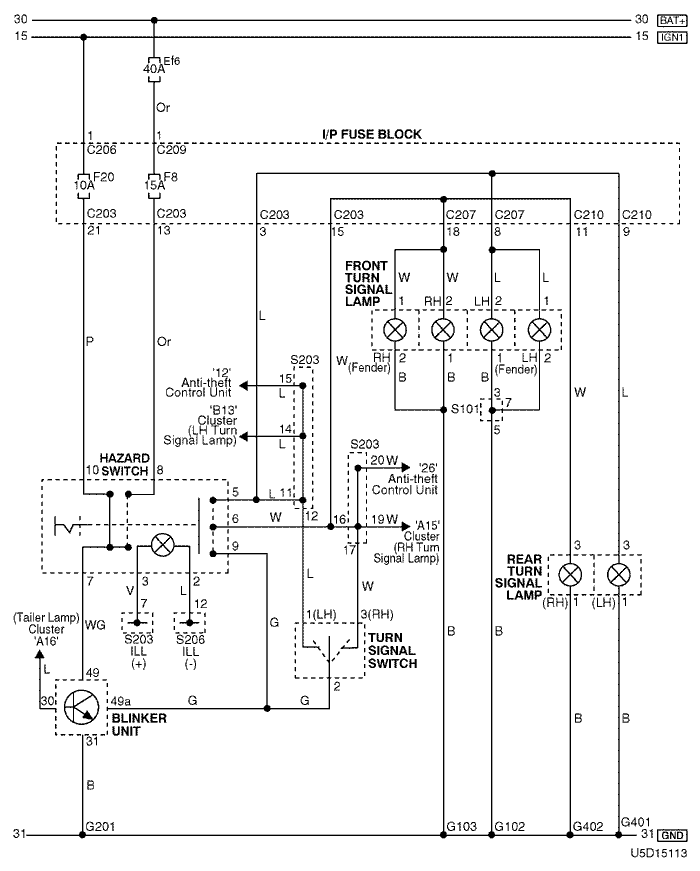 30 30 BAT+
15 15 IGN1
Ef6
40A
Or
I/P FUSE BLOCK
1 1
C206 C209
F20 F8
10A 15A
C203 C203 C203 C203 C207 C207 C210 C210
21 13 3 15 18 8 11 9
FRONT
TURN
SIGNAL
LAMP
W W L L
1 RH 2 LH 2 1
P Or L W W L
RH 2 1 1 LH 2
(Fender) (Fender)
B B B
S101 3 7
5
S203
'12'
Anti-theft
Control Unit
15
L
'B13'
Cluster
(LH Turn
Signal Lamp)
14
L
S203
20 W '26'
Anti-theft
Control Unit
HAZARD
SWITCH
10 8
5 L 11
12
6 W 16 19 W 'A15'
Cluster
(RH Turn
Signal Lamp)
17
9
7 3 2
V L L W
7 12
S203 S206
ILL ILL
(+) (-)
REAR
TURN
SIGNAL
LAMP
3 3
(RH) 1 (LH) 1
1(LH) 3(RH)
TURN
SIGNAL
SWITCH
2
(Tailer Lamp)
Cluster
'A16'
WG G B B
L
49
30 49a G G
BLINKER
UNIT
31
B B B
G201 G103 G102 G402 G401
31 31 GND
U5D15113